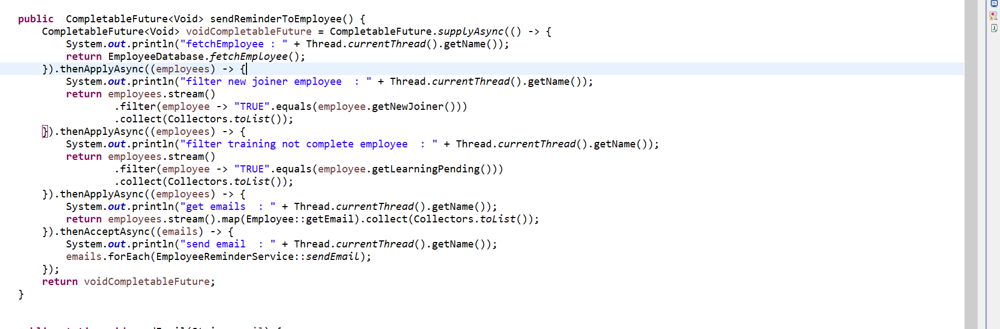 public  CompletableFuture<Void> sendReminderToEmployee() {
    CompletableFuture<Void> voidCompletableFuture = CompletableFuture.supplyAsync(() -> {
        System.out.println("fetchEmployee : " + Thread.currentThread().getName());
        return EmployeeDatabase.fetchEmployee();
    }).thenApplyAsync((employees) -> {
        System.out.println("filter new joiner employee  : " + Thread.currentThread().getName());
        return employees.stream()
                .filter(employee -> "TRUE".equals(employee.getNewJoiner()))
                .collect(Collectors.toList());
    }).thenApplyAsync((employees) -> {
        System.out.println("filter training not complete employee  : " + Thread.currentThread().getName());
        return employees.stream()
                .filter(employee -> "TRUE".equals(employee.getLearningPending()))
                .collect(Collectors.toList());
    }).thenApplyAsync((employees) -> {
        System.out.println("get emails  : " + Thread.currentThread().getName());
        return employees.stream().map(Employee::getEmail).collect(Collectors.toList());
    }).thenAcceptAsync((emails) -> {
        System.out.println("send email  : " + Thread.currentThread().getName());
        emails.forEach(EmployeeReminderService::sendEmail);
    });
    return voidCompletableFuture;
}